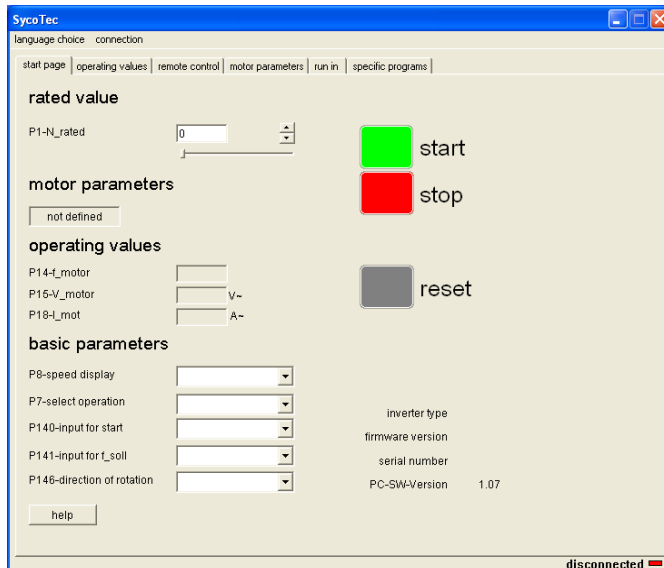 SycoTec
language choice connection
start page operating values remote control motor parameters run in specific programs
rated value
P1-N_rated 0
start
motor parameters
stop
not defined
operating values
P14-f_motor
P15-V_motor V~
reset
P18-I_mot A~
basic parameters
P8-speed display
P7-select operation
inverter type
P140-input for start
firmware version
P141-input for f_soll
serial number
P146-direction of rotation
PC-SW-Version 1.07
help
disconnected